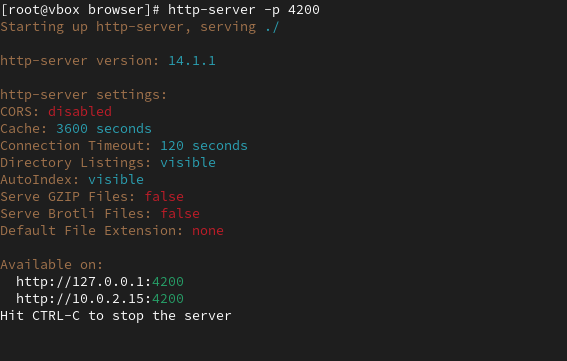 [root@vbox browser]# http-server -p 4200
Starting up http-server, serving ./
http-server version: 14.1.1
http-server settings:
CORS: disabled
Cache: 3600 seconds
Connection Timeout: 120 seconds
Directory Listings: visible
AutoIndex: visible
Serve GZIP Files: false
Serve Brotli Files: false
Default File Extension: none
Available on:
  http://127.0.0.1:4200
  http://10.0.2.15:4200
Hit CTRL-C to stop the server